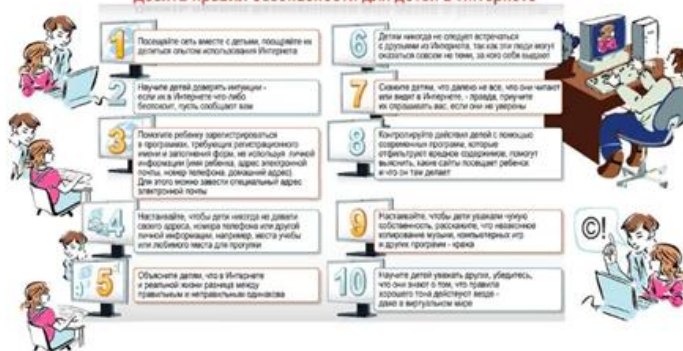 Десять правил безопасности для детей в Интернете
1
Посещайте сеть вместе с детьми, поощряйте их
делиться опытом использования Интернета
2
Научите детей доверять интуиции -
если их в Интернете что-либо
беспокоит, пусть сообщают вам
3
Помогите ребенку зарегистрироваться
в программах, требующих регистрационного
имени и заполнения форм, не используя личной
информации (имя ребенка, адрес электронной
почты, номер телефона, домашний адрес)
Для этого можно завести специальный адрес
электронной почты
4
Настаивайте, чтобы дети никогда не давали
своего адреса, номера телефона или другой
личной информации, например, места учебы
или любимого места для прогулки
5
Объясните детям, что в Интернете
и реальной жизни разница между
правильным и неправильным одинакова
6
Детям никогда не следует встречаться
с друзьями из Интернета, так как эти люди могут
оказаться совсем не теми, за кого себя выдают
7
Скажите детям, что далеко не все, что они читают
или видят в Интернете, - правда, приучите
их спрашивать вас, если они не уверены
8
Контролируйте действия детей с помощью
современных программ, которые
отфильтруют вредное содержимое, помогут
выяснить, какие сайты посещает ребенок
и что он там делает
9
Настаивайте, чтобы дети уважали чужую
собственность, расскажите, что незаконное
копирование музыки, компьютерных игр
и других программ - кража
©!
10
Научите детей уважать других, убедитесь,
что они знают о том, что правила
хорошего тона действуют везде -
даже в виртуальном мире